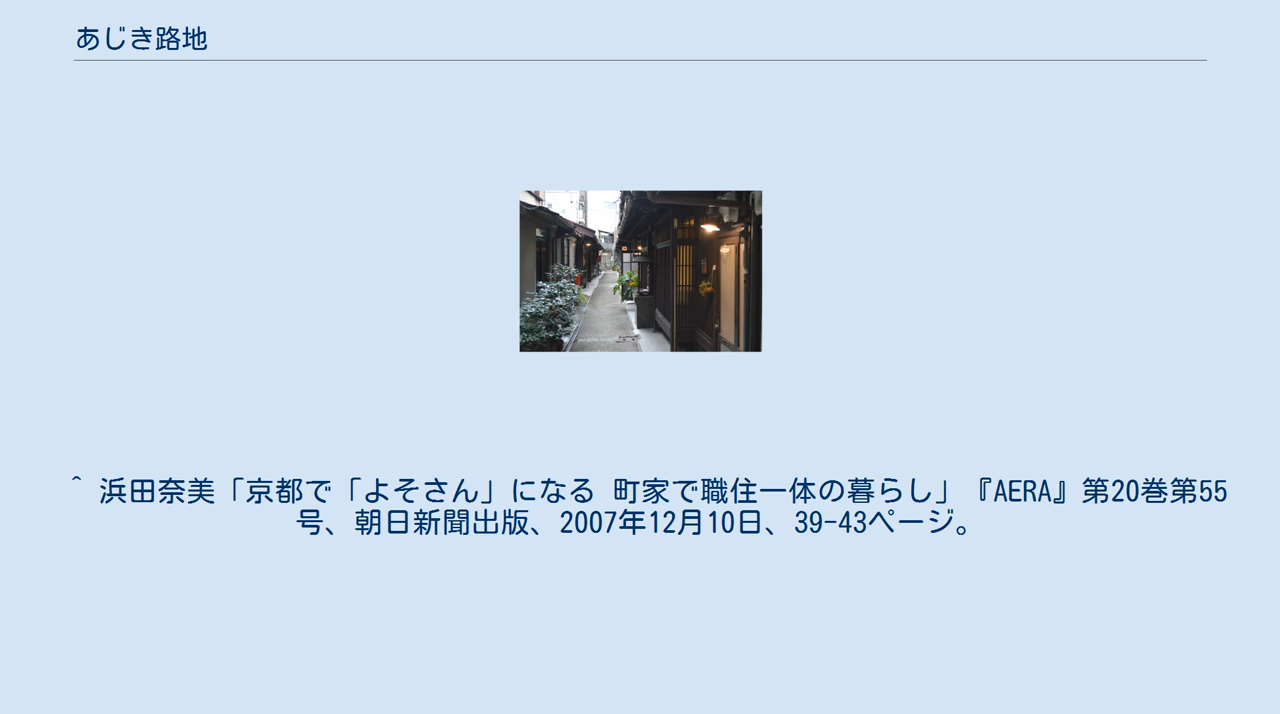 あじき路地
^ 浜田奈美「京都で「よそさん」になる 町家で職住一体の暮らし」『AERA』第20巻第55
号、朝日新聞出版、2007年12月10日、39-43ページ。